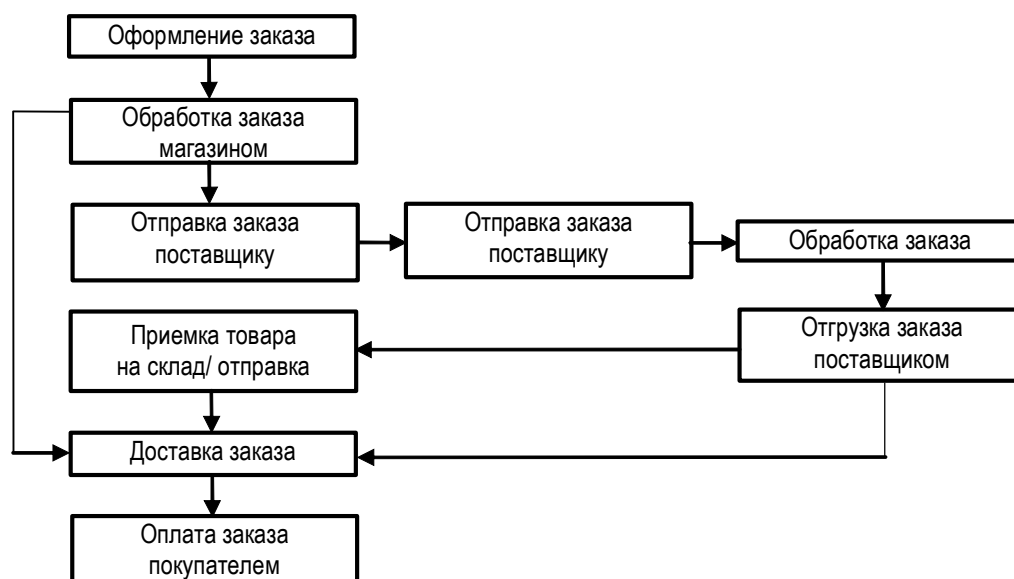 Оформление заказа
Обработка заказа
магазином
Отправка заказа
поставщику
Отправка заказа
поставщику
Обработка заказа
Приемка товара
на склад/ отправка
Отгрузка заказа
поставщиком
Доставка заказа
Оплата заказа
покупателем